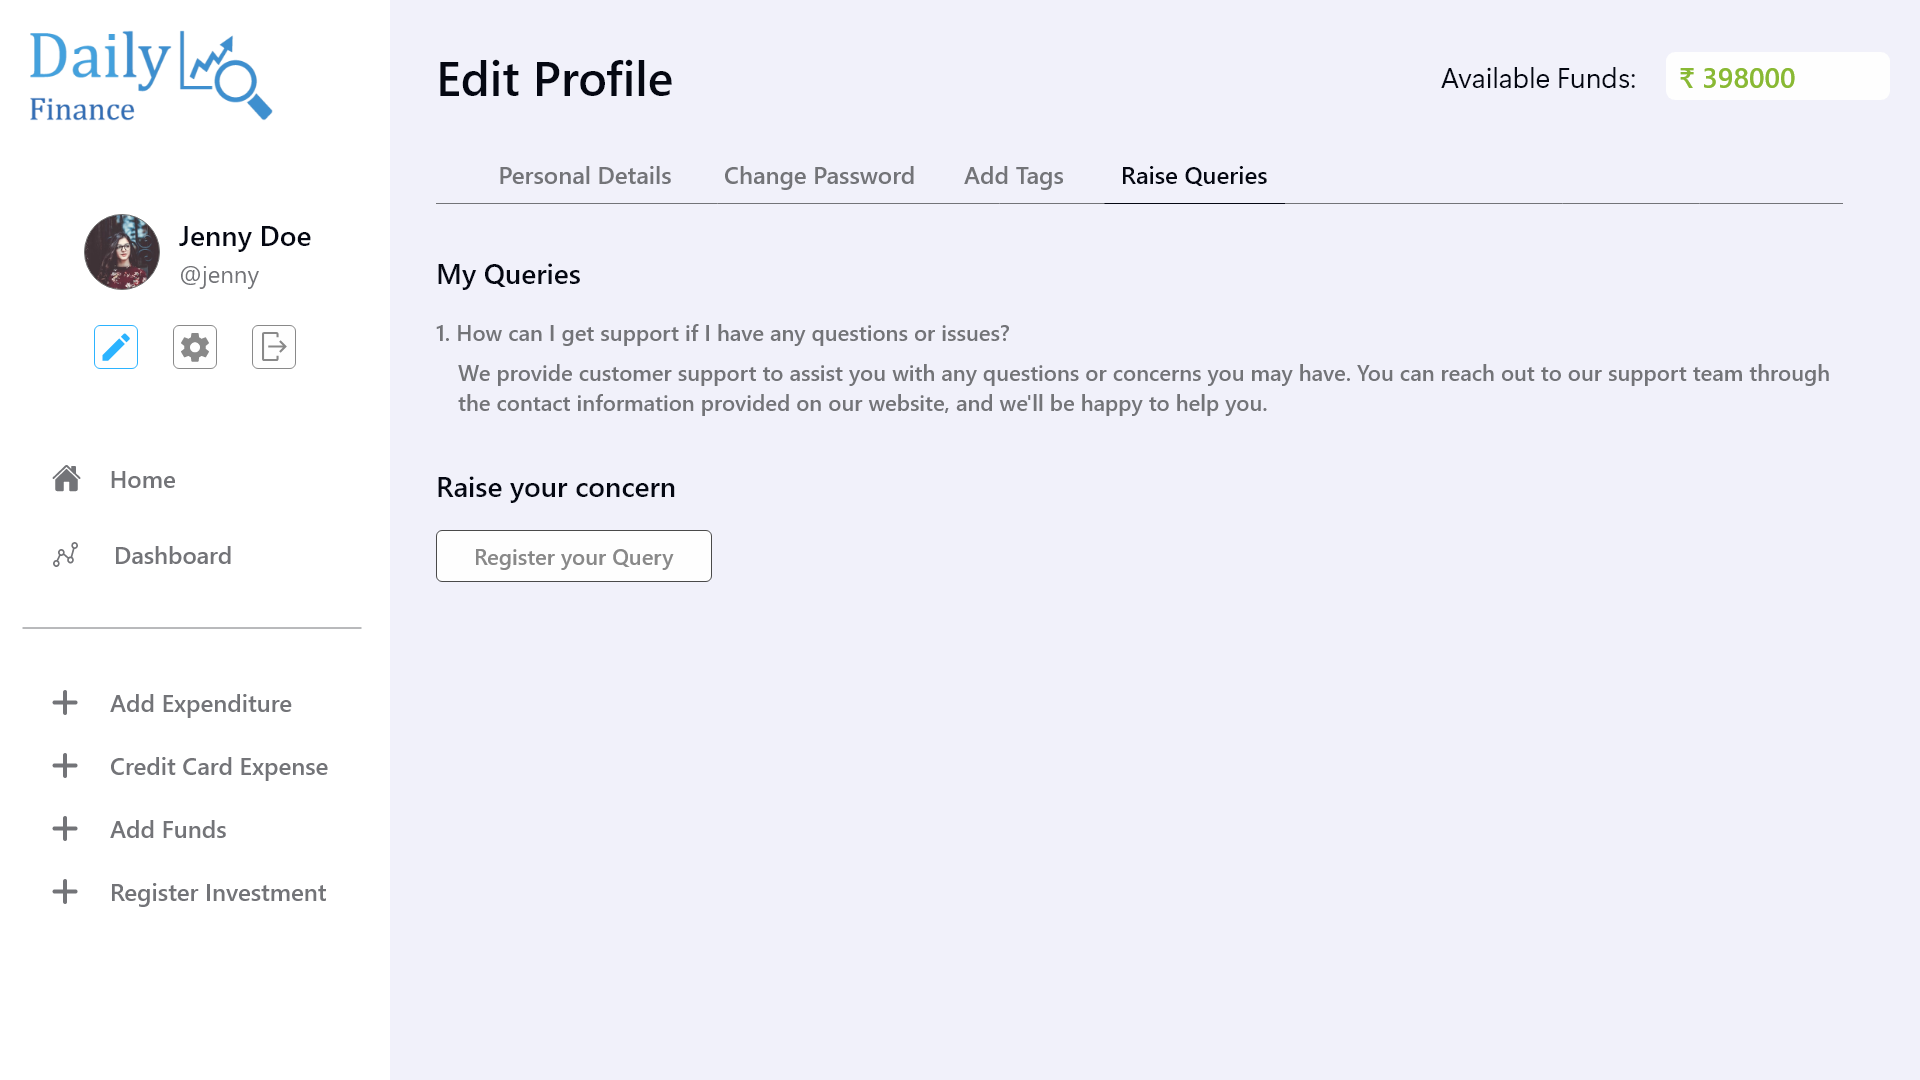 Daily
Finance
Jenny Doe
@jenny
Home
Dashboard
Add Expenditure
Credit Card Expense
Add Funds
Register Investment
Edit Profile
Available Funds:
₹ 398000
Personal Details
Change Password
Add Tags
Raise Queries
My Queries
1. How can I get support if I have any questions or issues?
We provide customer support to assist you with any questions or concerns you may have. You can reach out to our support team through
the contact information provided on our website, and we'll be happy to help you.
Raise your concern
Register your Query